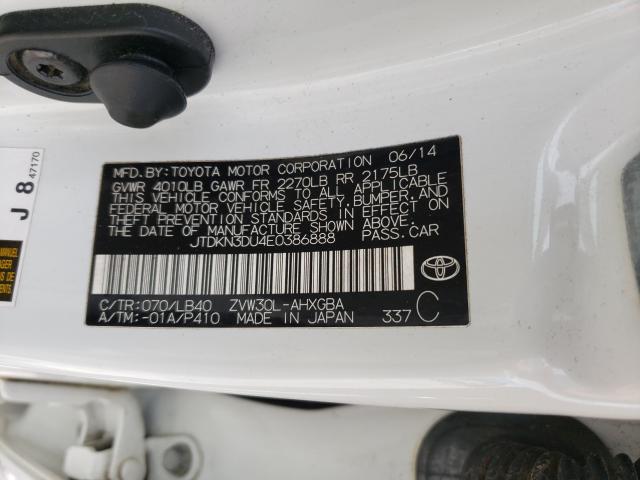 MFD.BY:TOYOTA MOTOR CORPORATION 06/14
GVWR 4010LB GAWR FR 2270LB RR 2175LB
THIS VEHICLE CONFORMS TO ALL APPLICABLE
FEDERAL MOTOR VEHICLE SAFETY, BUMPER, AND
THEFT PREVENTION STANDARDS IN EFFECT ON
THE DATE OF MANUFACTURE SHOWN ABOVE.
JTDKN3DU4E0386888 PASS.CAR
C/TR:070/LB40 ZVW30L-AHXGBA
A/TM:-01A/P410 MADE IN JAPAN 337 C
J 8 47170
MANUEL